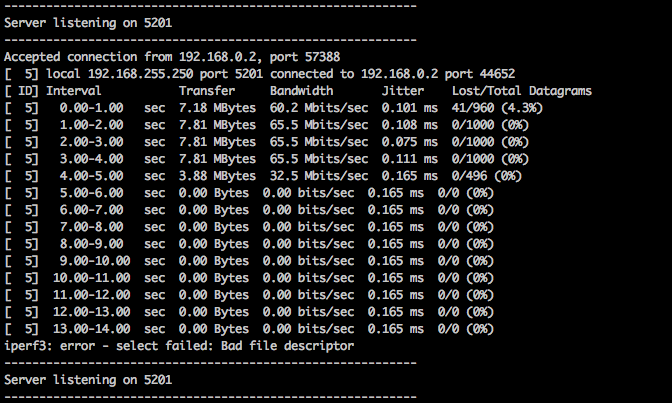 -----------------------------------------------------------
Server listening on 5201
-----------------------------------------------------------
Accepted connection from 192.168.0.2, port 57388
[  5] local 192.168.255.250 port 5201 connected to 192.168.0.2 port 44652
[ ID] Interval           Transfer     Bandwidth       Jitter    Lost/Total Datagrams
[  5]   0.00-1.00   sec  7.18 MBytes  60.2 Mbits/sec  0.101 ms  41/960 (4.3%)
[  5]   1.00-2.00   sec  7.81 MBytes  65.5 Mbits/sec  0.108 ms  0/1000 (0%)
[  5]   2.00-3.00   sec  7.81 MBytes  65.5 Mbits/sec  0.075 ms  0/1000 (0%)
[  5]   3.00-4.00   sec  7.81 MBytes  65.5 Mbits/sec  0.111 ms  0/1000 (0%)
[  5]   4.00-5.00   sec  3.88 MBytes  32.5 Mbits/sec  0.165 ms  0/496 (0%)
[  5]   5.00-6.00   sec  0.00 Bytes  0.00 bits/sec  0.165 ms  0/0 (0%)
[  5]   6.00-7.00   sec  0.00 Bytes  0.00 bits/sec  0.165 ms  0/0 (0%)
[  5]   7.00-8.00   sec  0.00 Bytes  0.00 bits/sec  0.165 ms  0/0 (0%)
[  5]   8.00-9.00   sec  0.00 Bytes  0.00 bits/sec  0.165 ms  0/0 (0%)
[  5]   9.00-10.00  sec  0.00 Bytes  0.00 bits/sec  0.165 ms  0/0 (0%)
[  5]  10.00-11.00  sec  0.00 Bytes  0.00 bits/sec  0.165 ms  0/0 (0%)
[  5]  11.00-12.00  sec  0.00 Bytes  0.00 bits/sec  0.165 ms  0/0 (0%)
[  5]  12.00-13.00  sec  0.00 Bytes  0.00 bits/sec  0.165 ms  0/0 (0%)
[  5]  13.00-14.00  sec  0.00 Bytes  0.00 bits/sec  0.165 ms  0/0 (0%)
iperf3: error - select failed: Bad file descriptor
-----------------------------------------------------------
Server listening on 5201
-----------------------------------------------------------